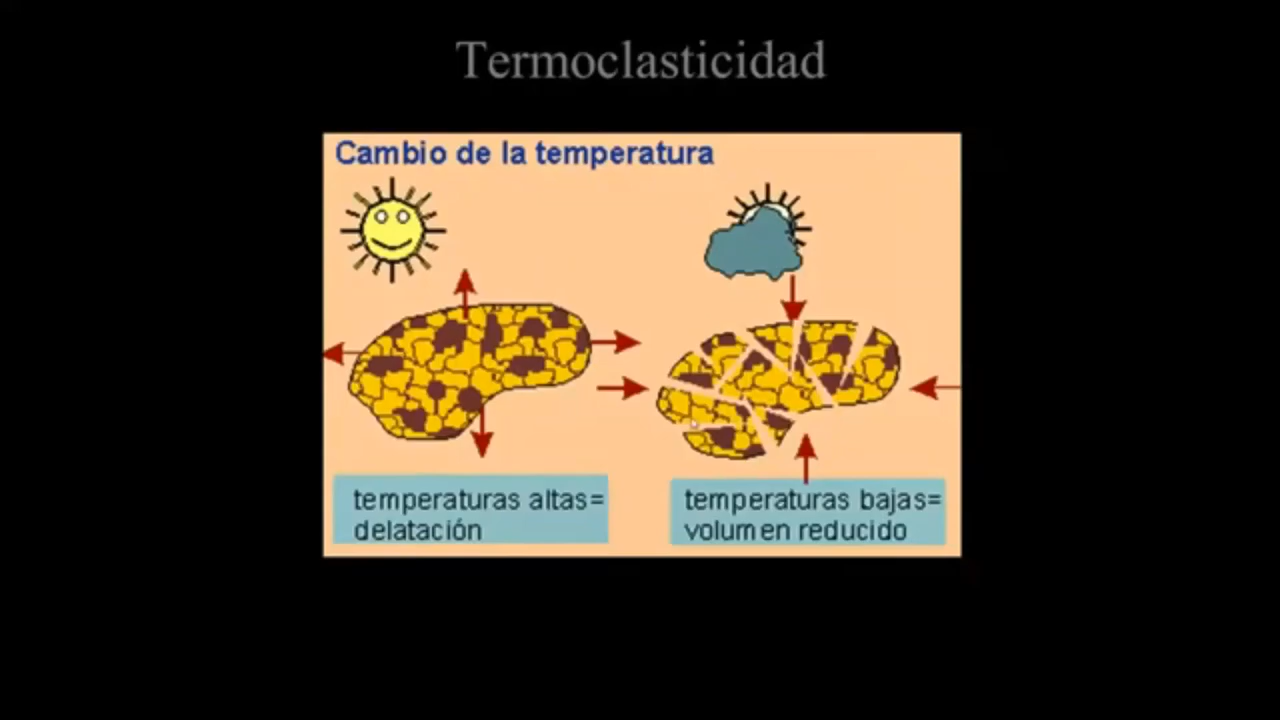 Termoclasticidad
Cambio de la temperatura
temperaturas altas=
delatación
temperaturas bajas=
volumen reducido